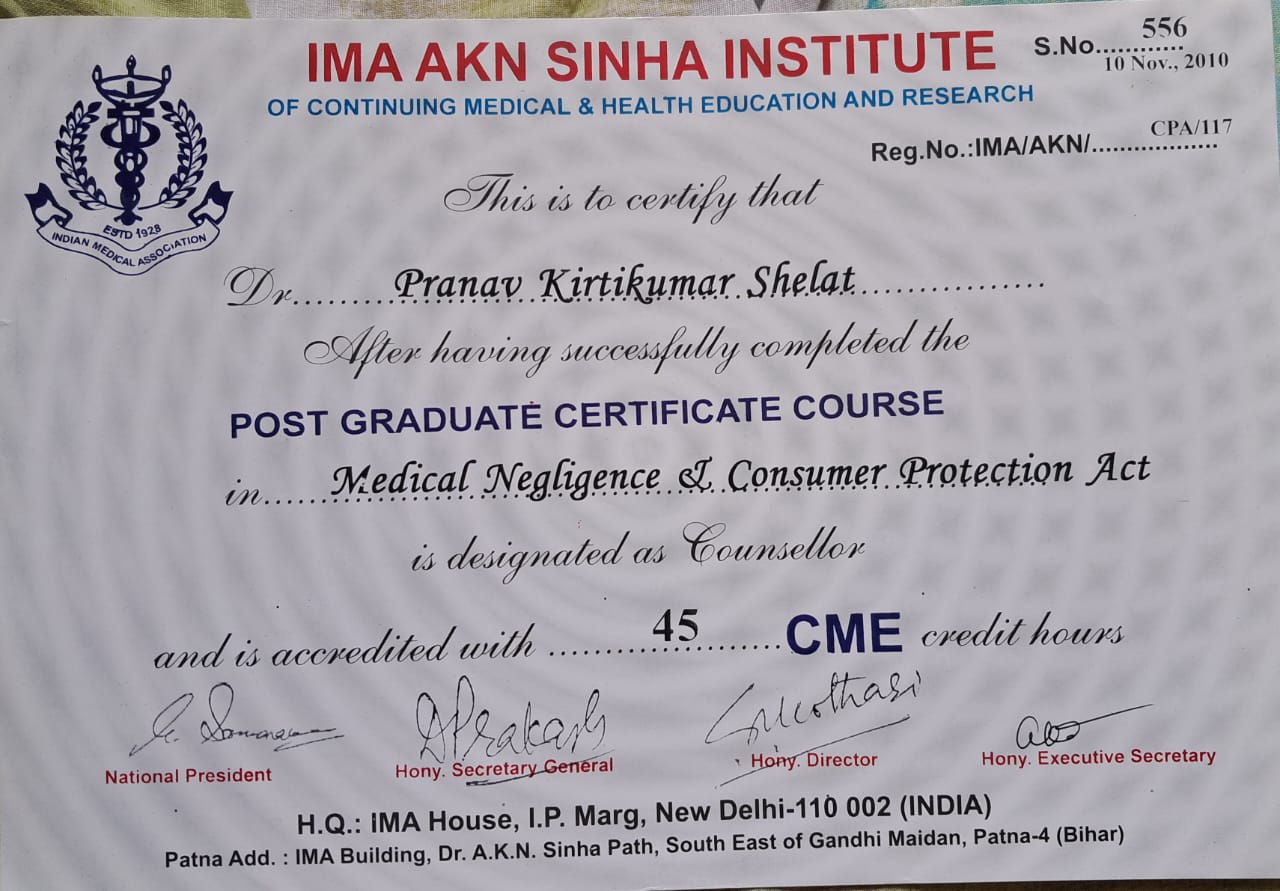 IMA AKN SINHA INSTITUTE
OF CONTINUING MEDICAL & HEALTH EDUCATION AND RESEARCH
S.No............ 556
10 Nov., 2010
Reg.No.:IMA/AKN/.................. CPA/117
ESTD 1928
INDIAN MEDICAL ASSOCIATION
This is to certify that
Dr. Pranav Kirtikumar Shelat
After having successfully completed the
POST GRADUATE CERTIFICATE COURSE
in Medical Negligence & Consumer Protection Act
is designated as Counsellor
and is accredited with 45 CME credit hours
National President
Hony. Secretary General
Hony. Director
Hony. Executive Secretary
H.Q.: IMA House, I.P. Marg, New Delhi-110 002 (INDIA)
Patna Add. : IMA Building, Dr. A.K.N. Sinha Path, South East of Gandhi Maidan, Patna-4 (Bihar)